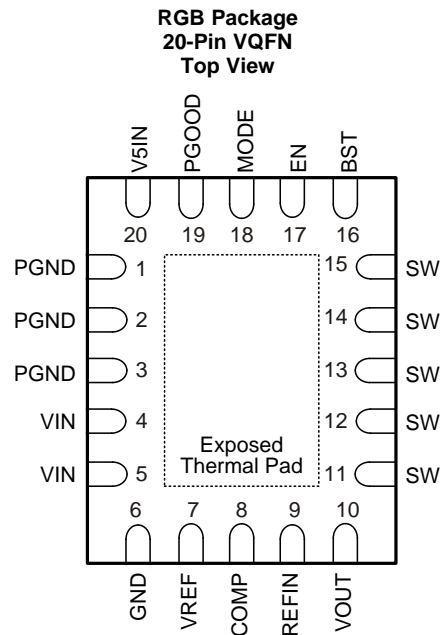 RGB Package
20-Pin VQFN
Top View
V5IN
PGOOD
MODE
EN
BST
20
19
18
17
16
PGND 1
15 SW
PGND 2
14 SW
PGND 3
13 SW
VIN 4
12 SW
VIN 5
11 SW
Exposed
Thermal Pad
6
7
8
9
10
GND
VREF
COMP
REFIN
VOUT